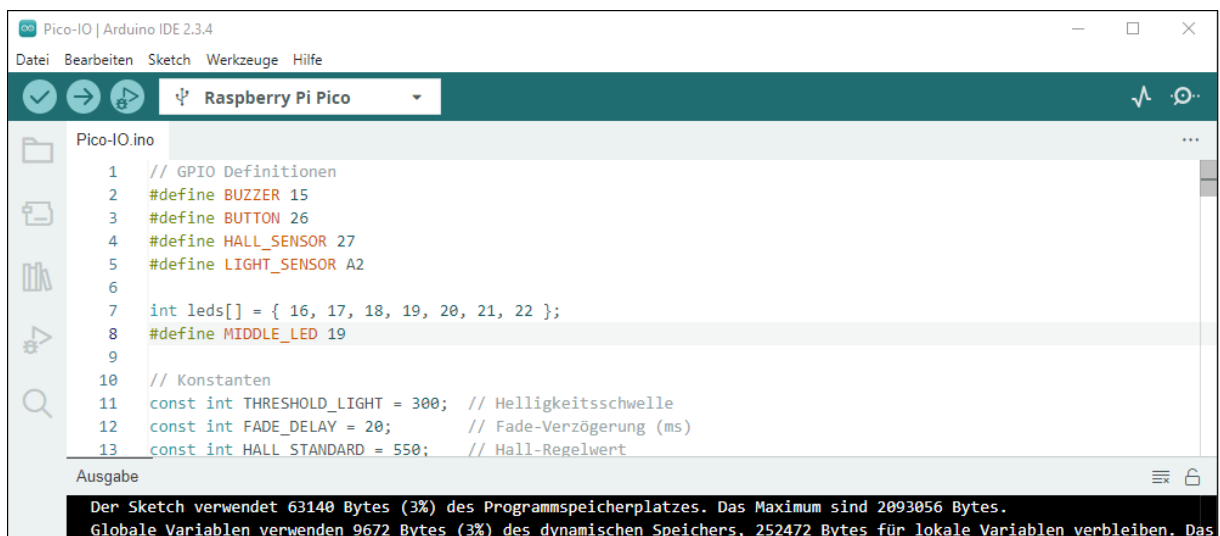 Pico-IO | Arduino IDE 2.3.4
Datei Bearbeiten Sketch Werkzeuge Hilfe
Raspberry Pi Pico
Pico-IO.ino
1 // GPIO Definitionen
2 #define BUZZER 15
3 #define BUTTON 26
4 #define HALL_SENSOR 27
5 #define LIGHT_SENSOR A2
6
7 int leds[] = { 16, 17, 18, 19, 20, 21, 22 };
8 #define MIDDLE_LED 19
9
10 // Konstanten
11 const int THRESHOLD_LIGHT = 300; // Helligkeitsschwelle
12 const int FADE_DELAY = 20; // Fade-Verzögerung (ms)
13 const int HALL_STANDARD = 550; // Hall-Regelwert
Ausgabe
Der Sketch verwendet 63140 Bytes (3%) des Programmspeicherplatzes. Das Maximum sind 2093056 Bytes.
Globale Variablen verwenden 9672 Bytes (3%) des dynamischen Speichers, 252472 Bytes für lokale Variablen verbleiben. Das